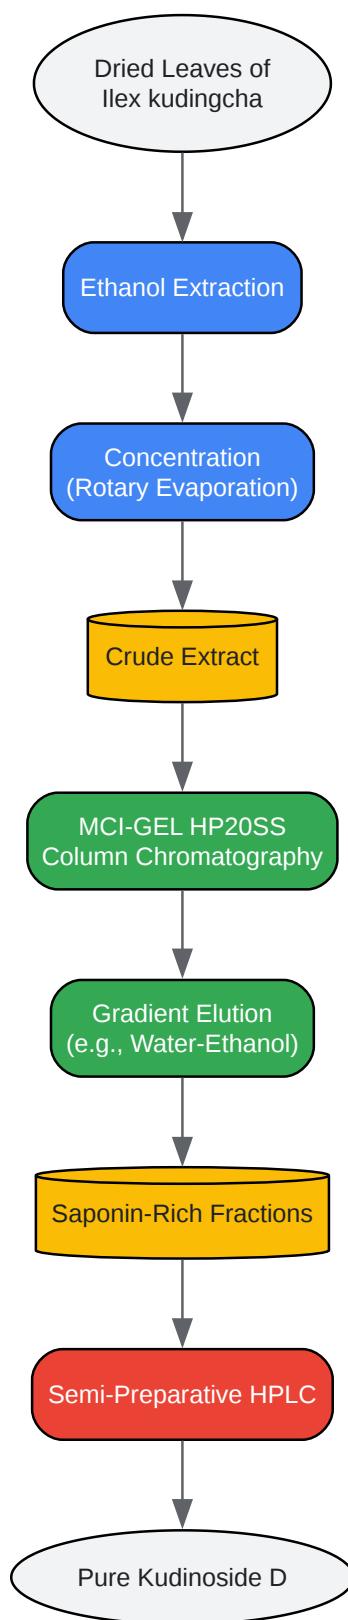 Dried Leaves of
Ilex kudingcha
Ethanol Extraction
Concentration
(Rotary Evaporation)
Crude Extract
MCI-GEL HP20SS
Column Chromatography
Gradient Elution
(e.g., Water-Ethanol)
Saponin-Rich Fractions
Semi-Preparative HPLC
Pure Kudinoside D